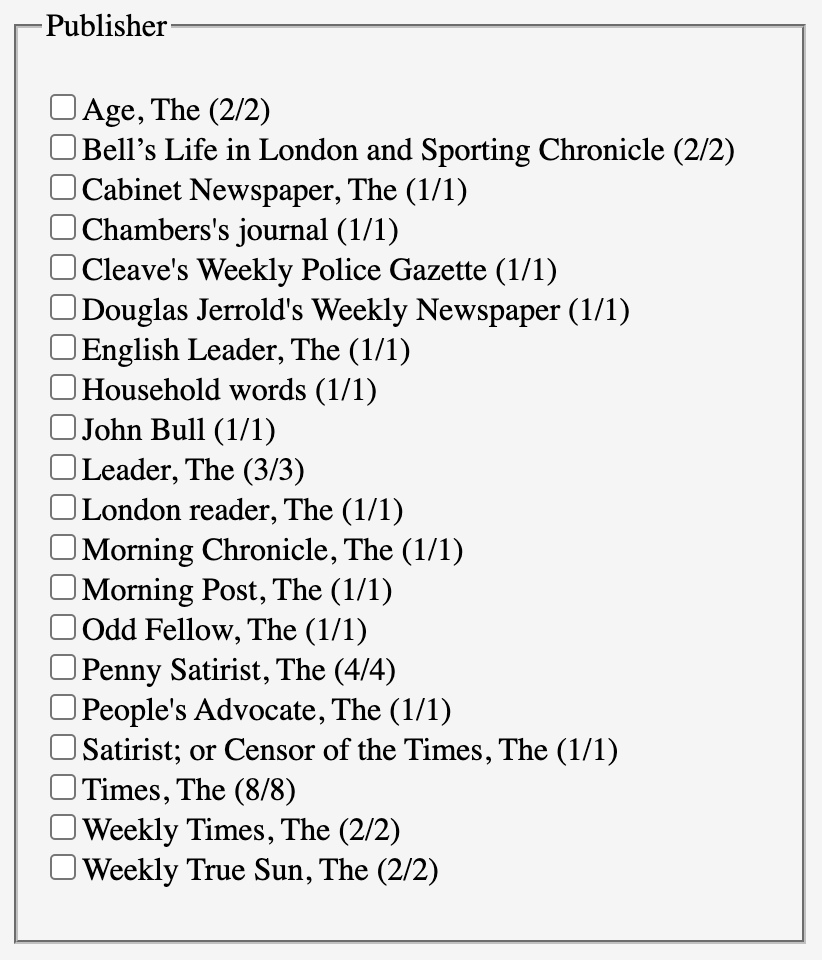 Publisher
Age, The (2/2)
Bell’s Life in London and Sporting Chronicle (2/2)
Cabinet Newspaper, The (1/1)
Chambers's journal (1/1)
Cleave's Weekly Police Gazette (1/1)
Douglas Jerrold's Weekly Newspaper (1/1)
English Leader, The (1/1)
Household words (1/1)
John Bull (1/1)
Leader, The (3/3)
London reader, The (1/1)
Morning Chronicle, The (1/1)
Morning Post, The (1/1)
Odd Fellow, The (1/1)
Penny Satirist, The (4/4)
People's Advocate, The (1/1)
Satirist; or Censor of the Times, The (1/1)
Times, The (8/8)
Weekly Times, The (2/2)
Weekly True Sun, The (2/2)